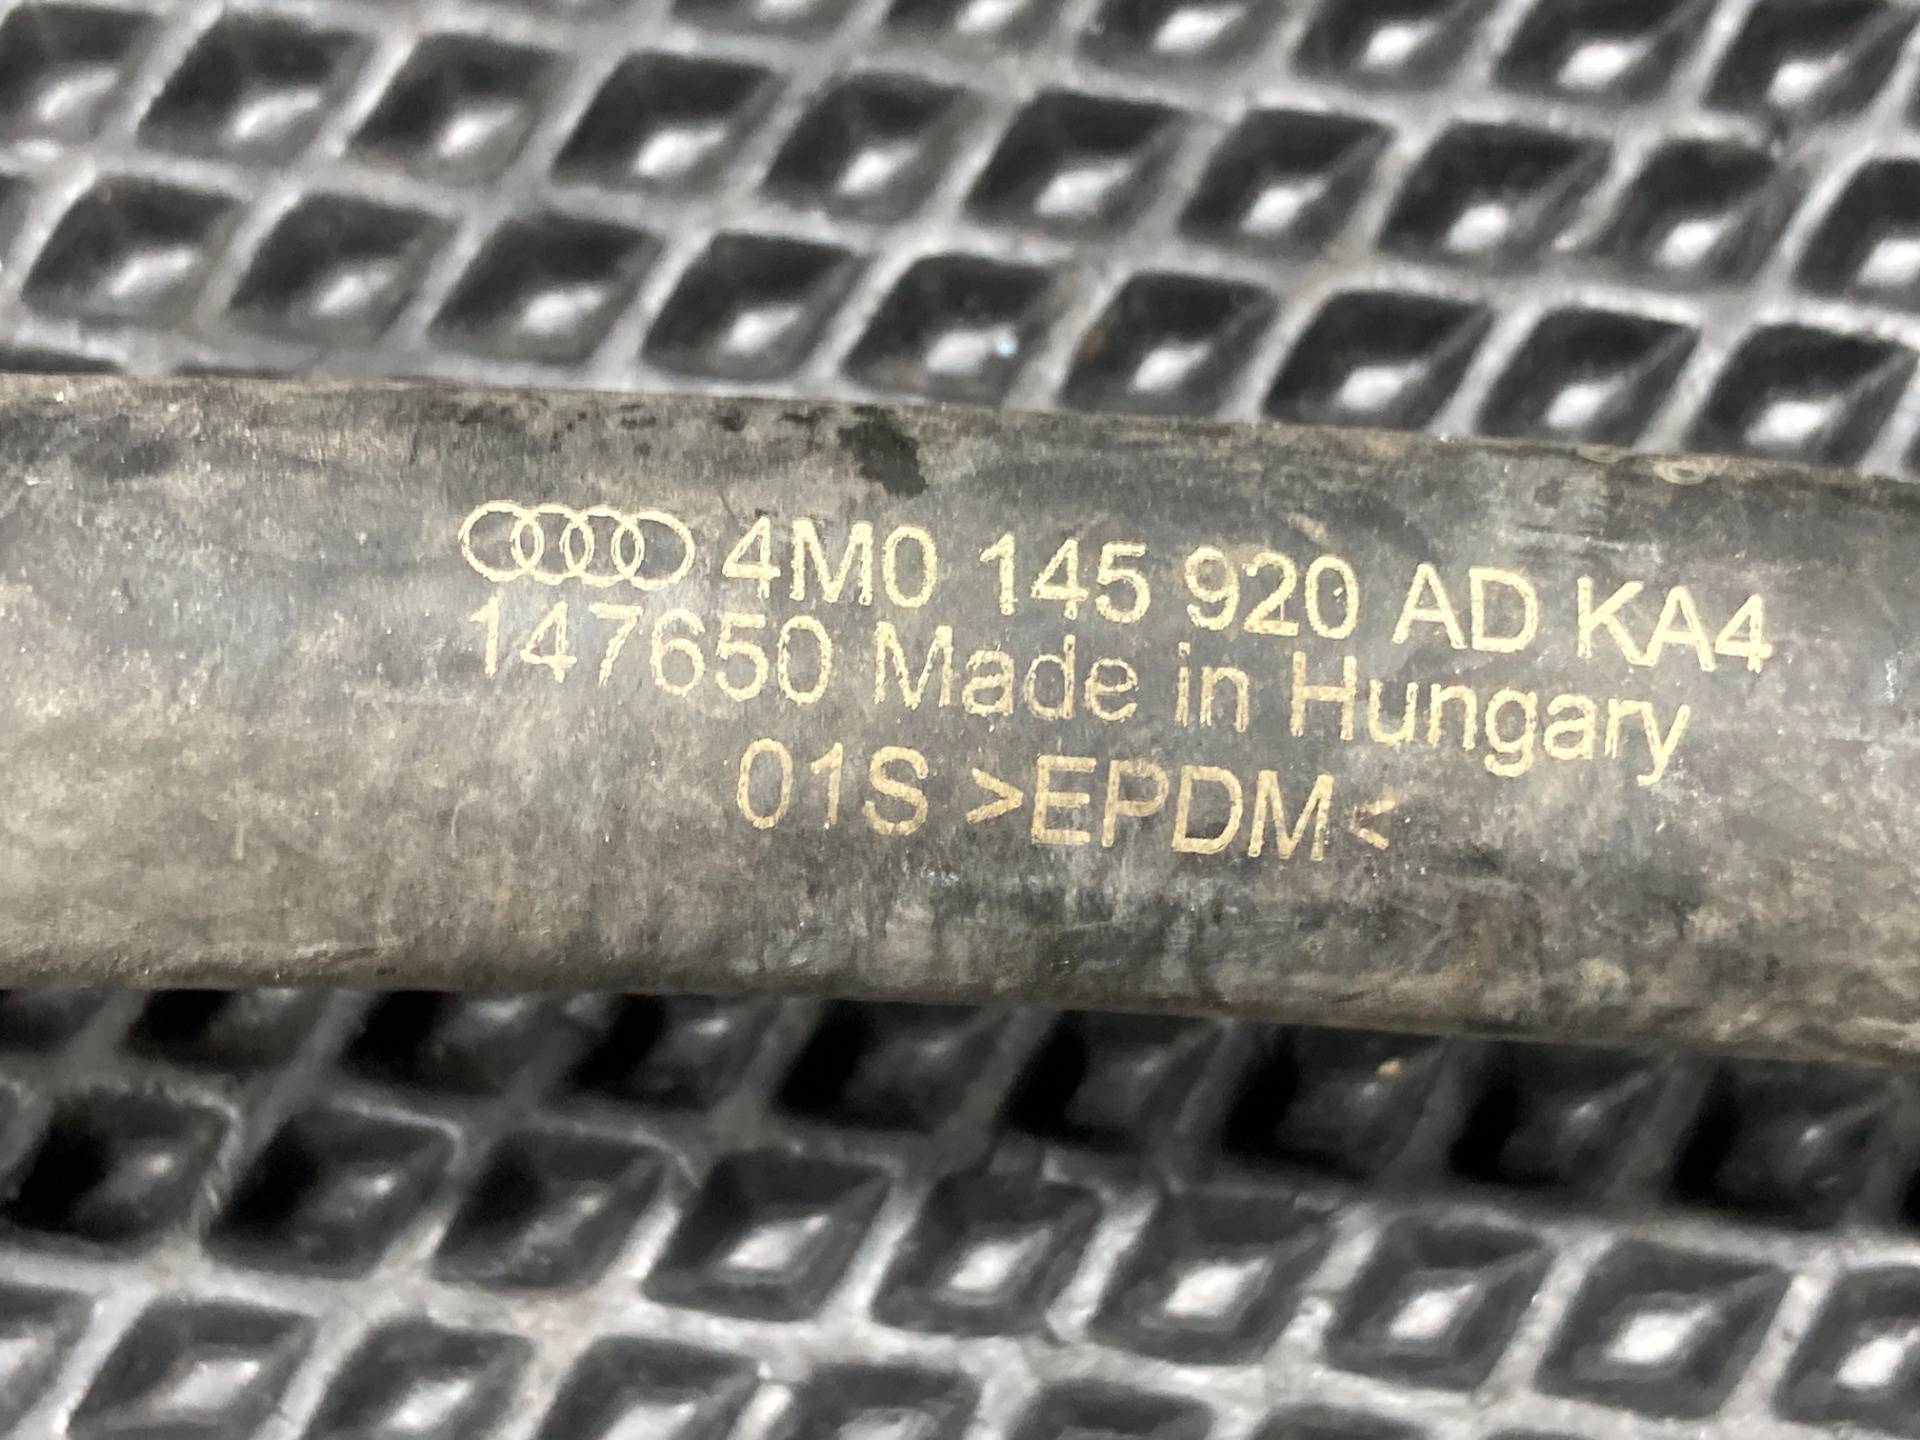 4M0 145 920 AD KA4
147650 Made in Hungary
01S >EPDM<